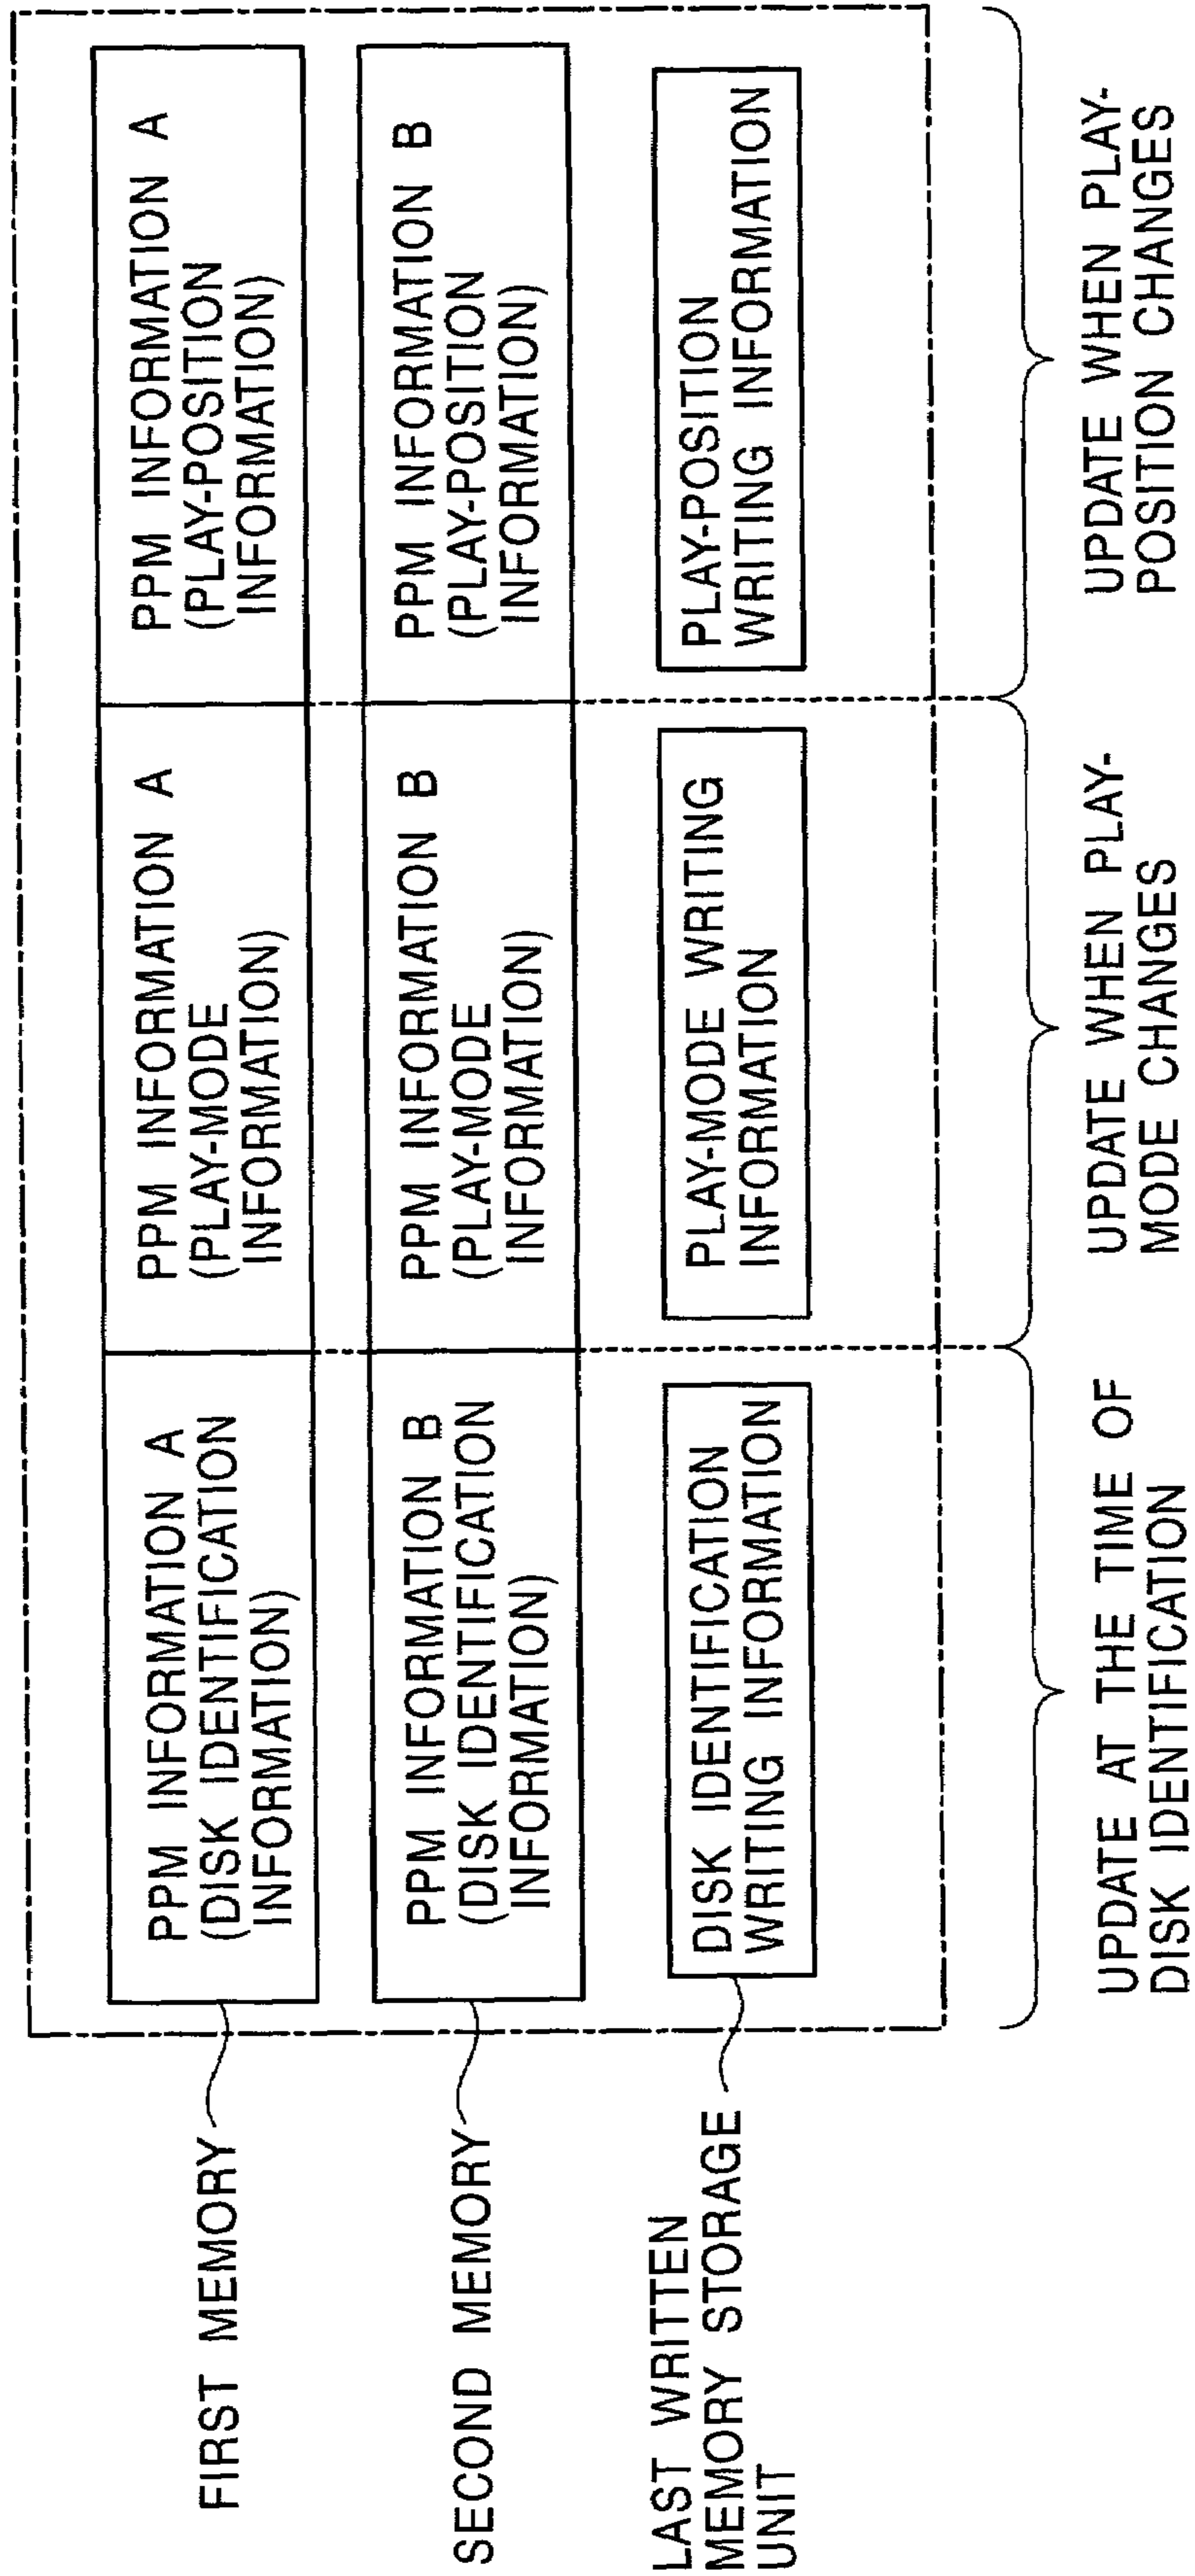 FIRST MEMORY
PPM INFORMATION A
(DISK IDENTIFICATION
INFORMATION)
PPM INFORMATION A
(PLAY-MODE
INFORMATION)
PPM INFORMATION A
(PLAY-POSITION
INFORMATION)
SECOND MEMORY
PPM INFORMATION B
(DISK IDENTIFICATION
INFORMATION)
PPM INFORMATION B
(PLAY-MODE
INFORMATION)
PPM INFORMATION B
(PLAY-POSITION
INFORMATION)
LAST WRITTEN
MEMORY STORAGE
UNIT
DISK IDENTIFICATION
WRITING INFORMATION
PLAY-MODE WRITING
INFORMATION
PLAY-POSITION
WRITING INFORMATION
UPDATE AT THE TIME OF
DISK IDENTIFICATION
UPDATE WHEN PLAY-
MODE CHANGES
UPDATE WHEN PLAY-
POSITION CHANGES